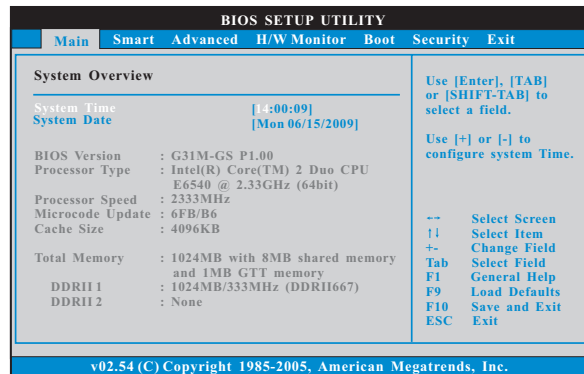 BIOS SETUP UTILITY
Main Smart Advanced H/W Monitor Boot Security Exit
System Overview
System Time [14:00:09]
System Date [Mon 06/15/2009]
BIOS Version : G31M-GS P1.00
Processor Type : Intel(R) Core(TM) 2 Duo CPU
E6540 @ 2.33GHz (64bit)
Processor Speed : 2333MHz
Microcode Update : 6FB/B6
Cache Size : 4096KB
Total Memory : 1024MB with 8MB shared memory
and 1MB GTT memory
DDRII 1 : 1024MB/333MHz (DDRII667)
DDRII 2 : None
Use [Enter], [TAB]
or [SHIFT-TAB] to
select a field.
Use [+] or [-] to
configure system Time.
←→ Select Screen
↑↓ Select Item
+- Change Field
Tab Select Field
F1 General Help
F9 Load Defaults
F10 Save and Exit
ESC Exit
v02.54 (C) Copyright 1985-2005, American Megatrends, Inc.